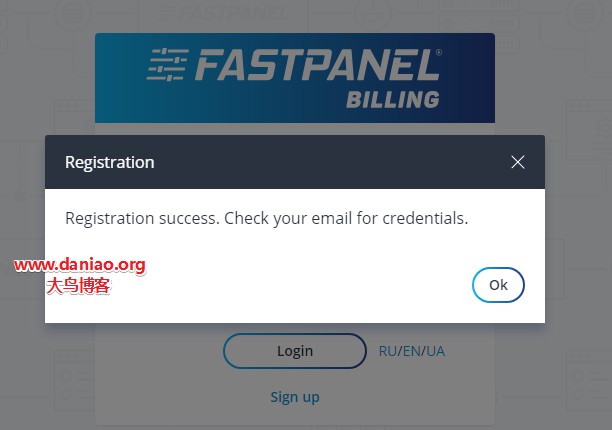 FASTPANEL®
BILLING
Registration
Registration success. Check your email for credentials.
www.daniao.org
大鸟博客
Ok
Login RU/EN/UA
Sign up